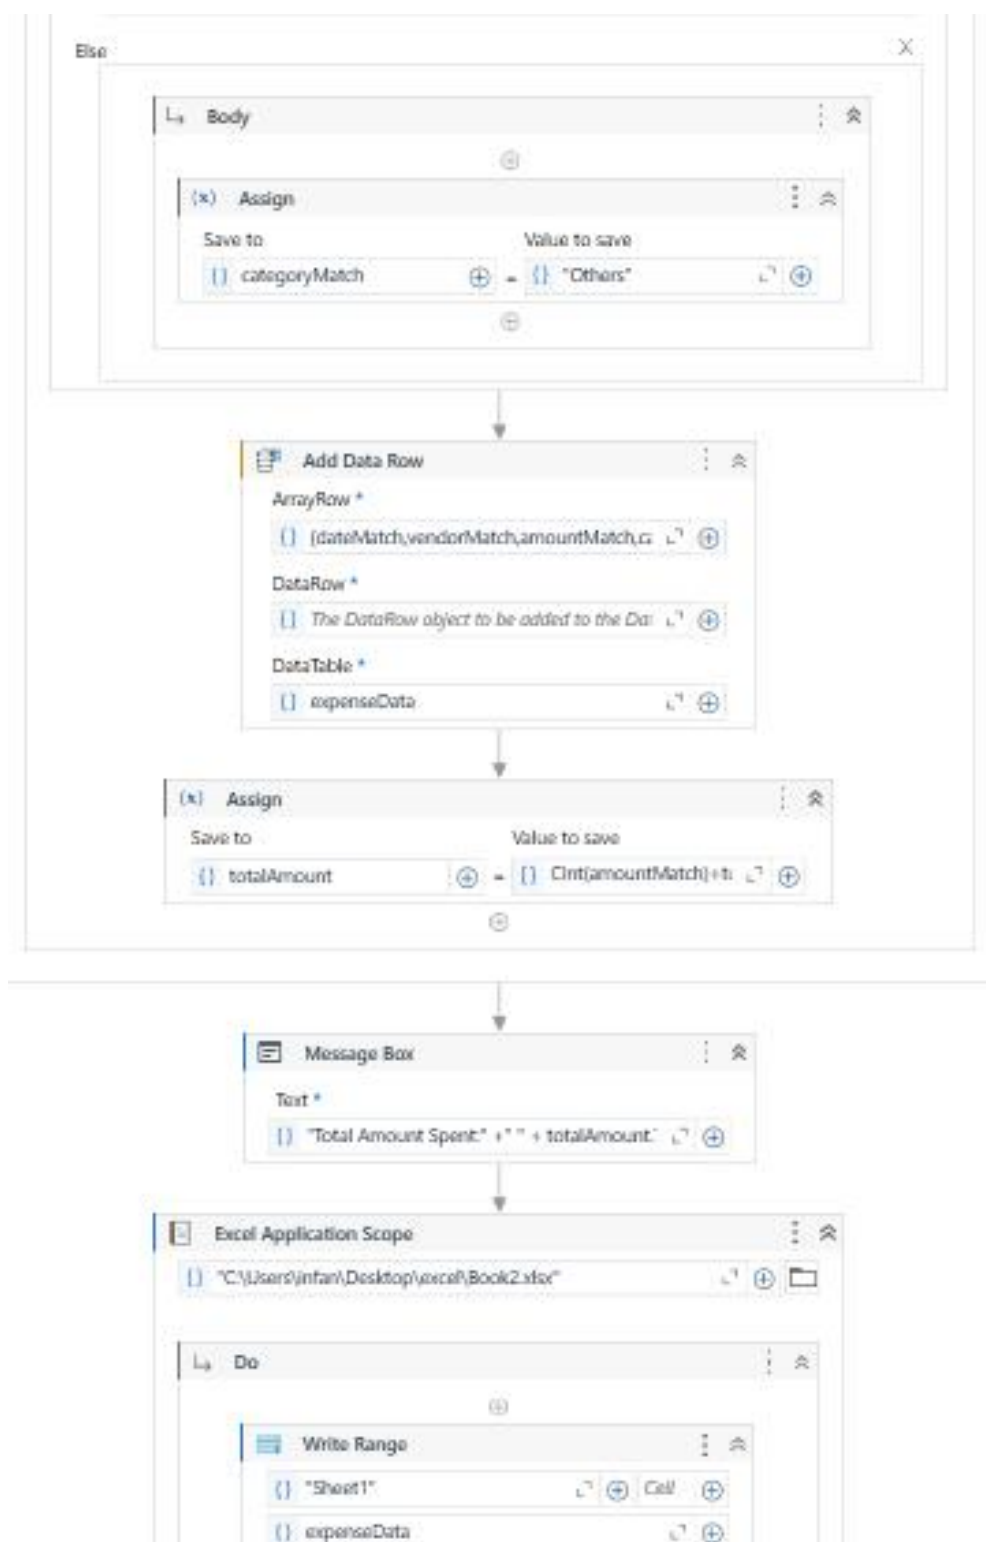 Else
Body
Assign
Save to Value to save
categoryMatch = "Others"
Add Data Row
ArrayRow *
{dateMatch,vendorMatch,amountMatch,ca
DataRow *
The DataRow object to be added to the Dat
DataTable *
expenseData
Assign
Save to Value to save
totalAmount = CInt(amountMatch)+t
Message Box
Text *
"Total Amount Spent:" +" " + totalAmount.
Excel Application Scope
"C:\Users\infan\Desktop\excel\Book2.xlsx"
Do
Write Range
"Sheet1" Cell
expenseData